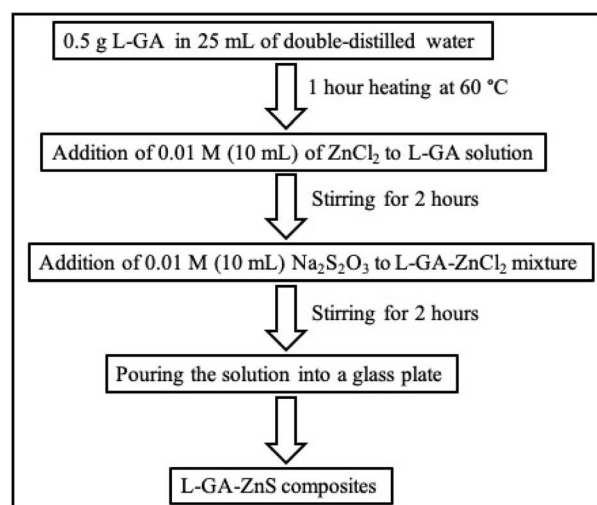 0.5 g L-GA in 25 mL of double-distilled water
1 hour heating at 60 °C
Addition of 0.01 M (10 mL) of ZnCl₂ to L-GA solution
Stirring for 2 hours
Addition of 0.01 M (10 mL) Na₂S₂O₃ to L-GA-ZnCl₂ mixture
Stirring for 2 hours
Pouring the solution into a glass plate
L-GA-ZnS composites